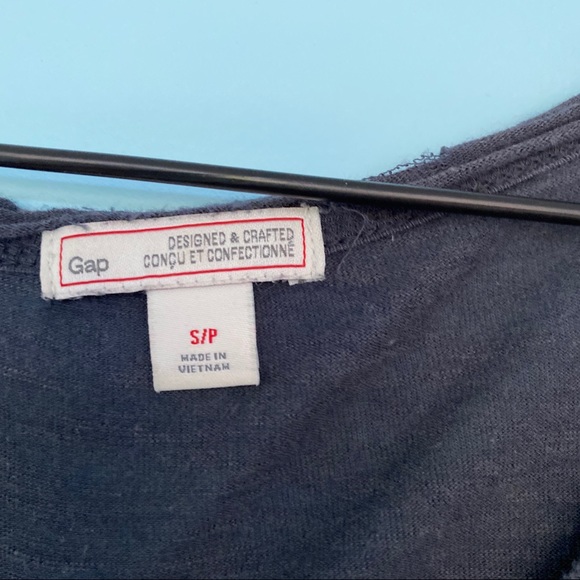 Gap
DESIGNED & CRAFTED
CONÇU ET CONFECTIONNÉ
S/P
MADE IN
VIETNAM